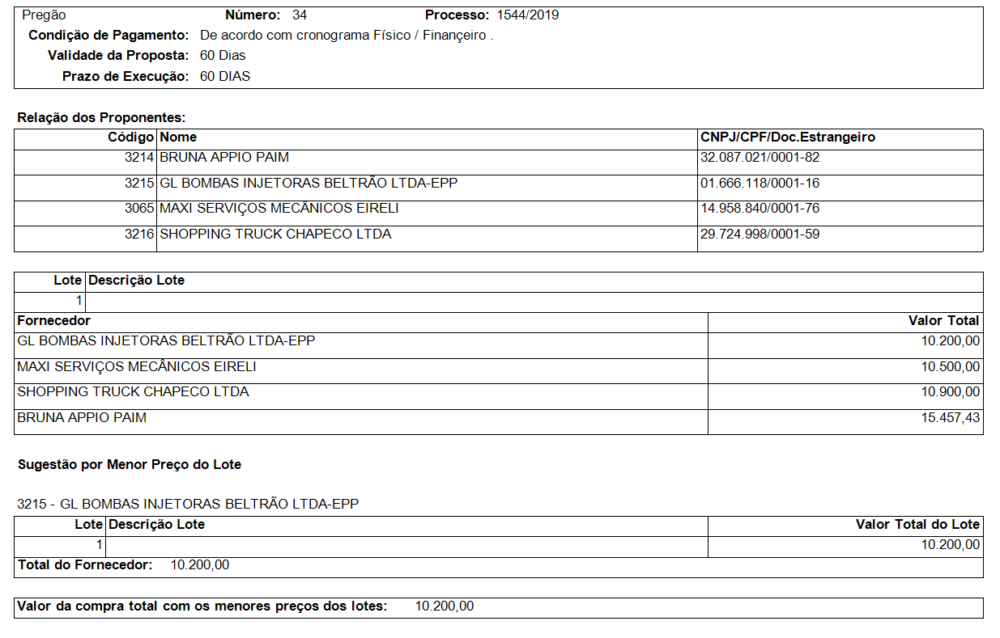 Pregão Número: 34 Processo: 1544/2019
Condição de Pagamento: De acordo com cronograma Físico / Finançeiro .
Validade da Proposta: 60 Dias
Prazo de Execução: 60 DIAS
Relação dos Proponentes:
Código Nome CNPJ/CPF/Doc.Estrangeiro
3214 BRUNA APPIO PAIM 32.087.021/0001-82
3215 GL BOMBAS INJETORAS BELTRÃO LTDA-EPP 01.666.118/0001-16
3065 MAXI SERVIÇOS MECÂNICOS EIRELI 14.958.840/0001-76
3216 SHOPPING TRUCK CHAPECO LTDA 29.724.998/0001-59
Lote Descrição Lote
1
Fornecedor Valor Total
GL BOMBAS INJETORAS BELTRÃO LTDA-EPP 10.200,00
MAXI SERVIÇOS MECÂNICOS EIRELI 10.500,00
SHOPPING TRUCK CHAPECO LTDA 10.900,00
BRUNA APPIO PAIM 15.457,43
Sugestão por Menor Preço do Lote
3215 - GL BOMBAS INJETORAS BELTRÃO LTDA-EPP
Lote Descrição Lote Valor Total do Lote
1 10.200,00
Total do Fornecedor: 10.200,00
Valor da compra total com os menores preços dos lotes: 10.200,00